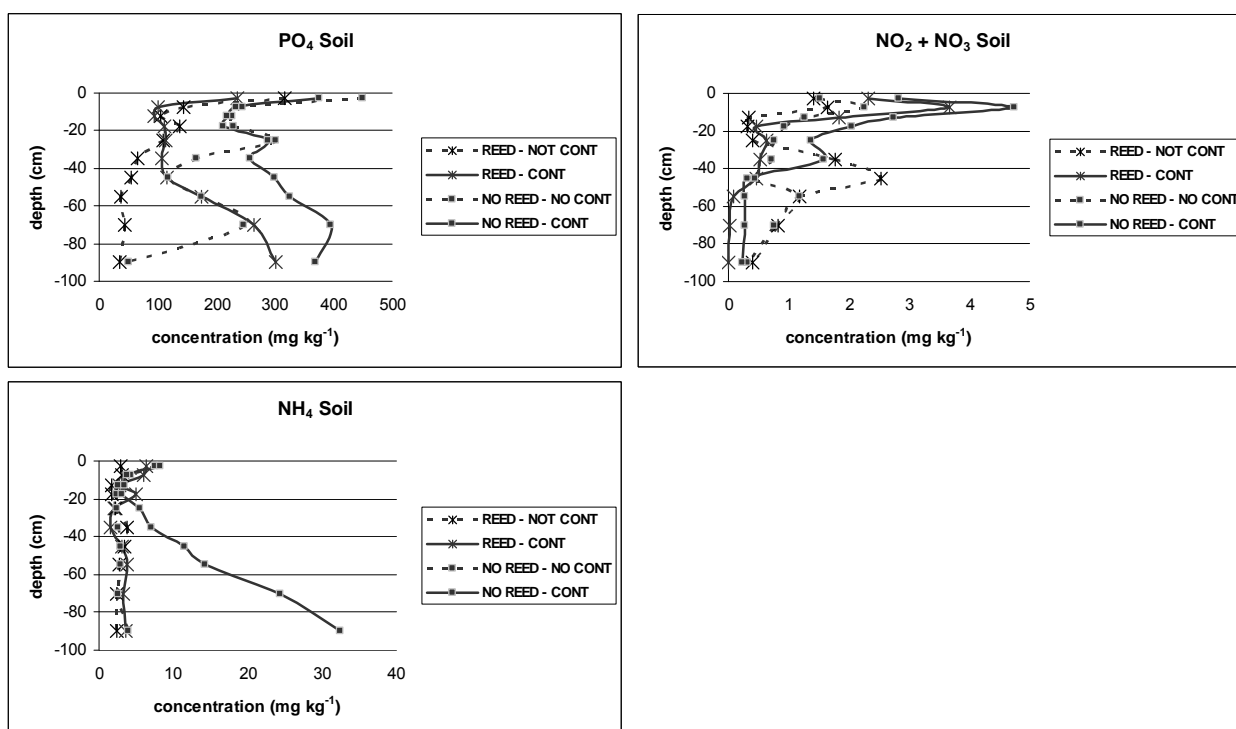 PO₄ Soil
0
-20
-40
-60
-80
-100
depth (cm)
0 100 200 300 400 500
concentration (mg kg⁻¹)
REED - NOT CONT
REED - CONT
NO REED - NO CONT
NO REED - CONT
NO₂ + NO₃ Soil
0
-20
-40
-60
-80
-100
depth (cm)
0 1 2 3 4 5
concentration (mg kg⁻¹)
REED - NOT CONT
REED - CONT
NO REED - NO CONT
NO REED - CONT
NH₄ Soil
0
-20
-40
-60
-80
-100
depth (cm)
0 10 20 30 40
concentration (mg kg⁻¹)
REED - NOT CONT
REED - CONT
NO REED - NO CONT
NO REED - CONT